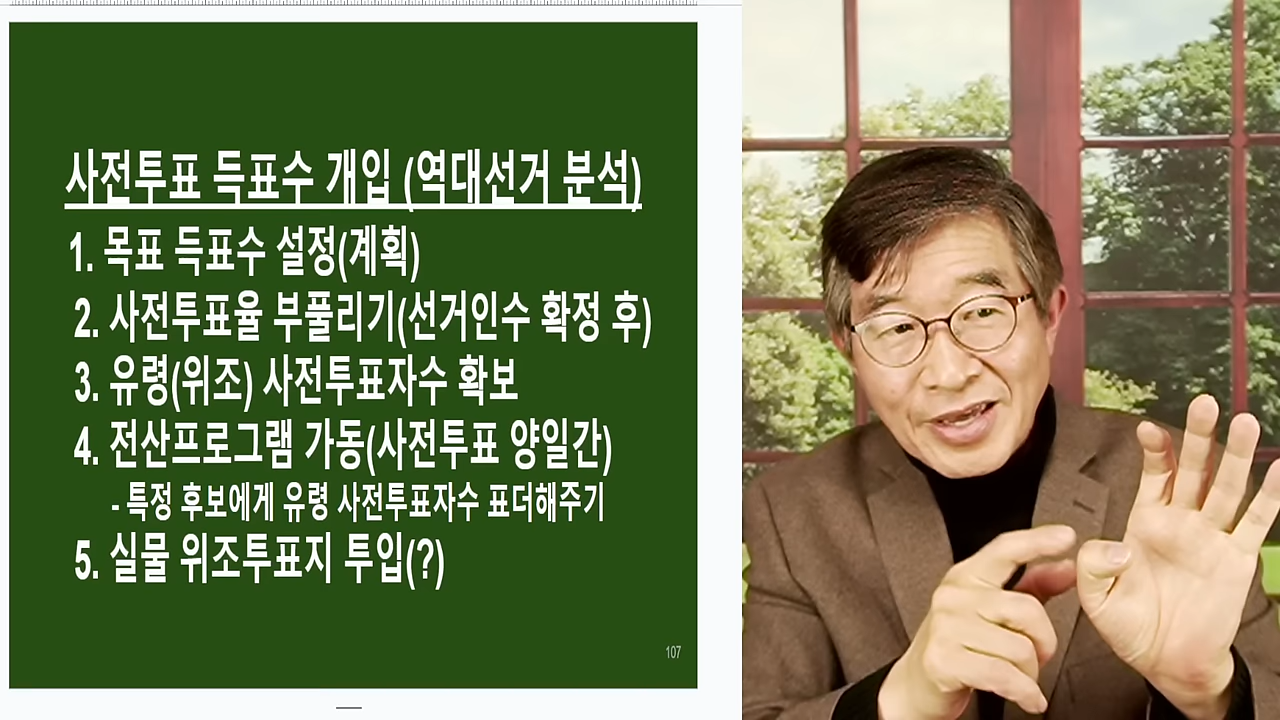 사전투표 득표수 개입 (역대선거 분석)
1. 목표 득표수 설정(계획)
2. 사전투표율 부풀리기(선거인수 확정 후)
3. 유령(위조) 사전투표자수 확보
4. 전산프로그램 가동(사전투표 양일간)
- 특정 후보에게 유령 사전투표자수 표더해주기
5. 실물 위조투표지 투입(?)
107